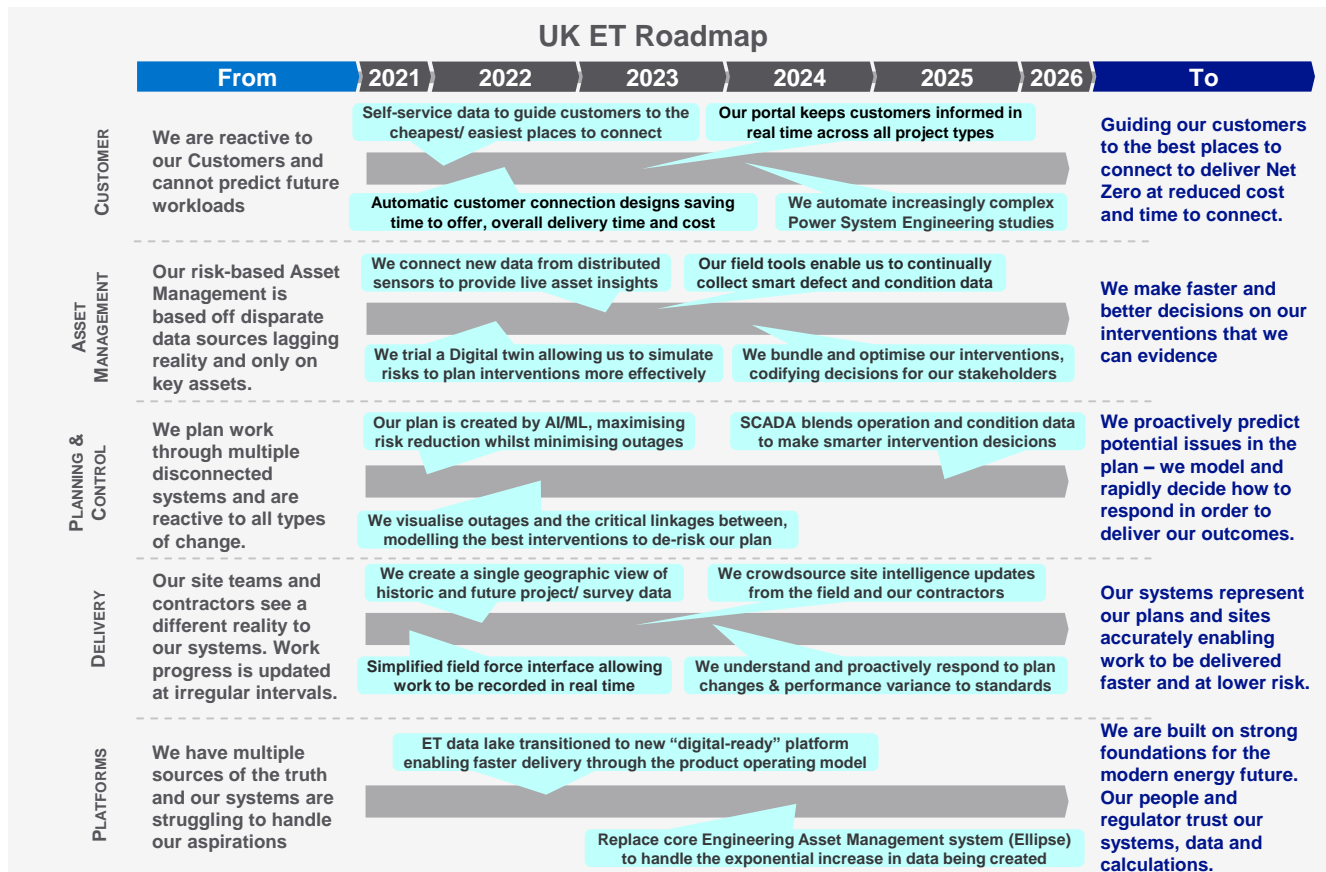 UK ET Roadmap
From 2021 2022 2023 2024 2025 2026 To
CUSTOMER
We are reactive to
our Customers and
cannot predict future
workloads
Self-service data to guide customers to the
cheapest/ easiest places to connect
Our portal keeps customers informed in
real time across all project types
Automatic customer connection designs saving
time to offer, overall delivery time and cost
We automate increasingly complex
Power System Engineering studies
Guiding our customers
to the best places to
connect to deliver Net
Zero at reduced cost
and time to connect.
ASSET
MANAGEMENT
Our risk-based Asset
Management is
based off disparate
data sources lagging
reality and only on
key assets.
We connect new data from distributed
sensors to provide live asset insights
Our field tools enable us to continually
collect smart defect and condition data
We trial a Digital twin allowing us to simulate
risks to plan interventions more effectively
We bundle and optimise our interventions,
codifying decisions for our stakeholders
We make faster and
better decisions on our
interventions that we
can evidence
PLANNING &
CONTROL
We plan work
through multiple
disconnected
systems and are
reactive to all types
of change.
Our plan is created by AI/ML, maximising
risk reduction whilst minimising outages
SCADA blends operation and condition data
to make smarter intervention desicions
We visualise outages and the critical linkages between,
modelling the best interventions to de-risk our plan
We proactively predict
potential issues in the
plan – we model and
rapidly decide how to
respond in order to
deliver our outcomes.
DELIVERY
Our site teams and
contractors see a
different reality to
our systems. Work
progress is updated
at irregular intervals.
We create a single geographic view of
historic and future project/ survey data
We crowdsource site intelligence updates
from the field and our contractors
Simplified field force interface allowing
work to be recorded in real time
We understand and proactively respond to plan
changes & performance variance to standards
Our systems represent
our plans and sites
accurately enabling
work to be delivered
faster and at lower risk.
PLATFORMS
We have multiple
sources of the truth
and our systems are
struggling to handle
our aspirations
ET data lake transitioned to new “digital-ready” platform
enabling faster delivery through the product operating model
Replace core Engineering Asset Management system (Ellipse)
to handle the exponential increase in data being created
We are built on strong
foundations for the
modern energy future.
Our people and
regulator trust our
systems, data and
calculations.